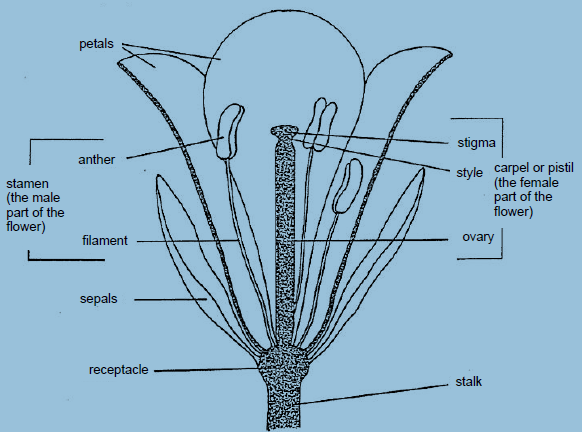 petals
anther
stamen
(the male
part of the
flower)
filament
sepals
receptacle
stigma
style
carpel or pistil
(the female
part of the
flower)
ovary
stalk